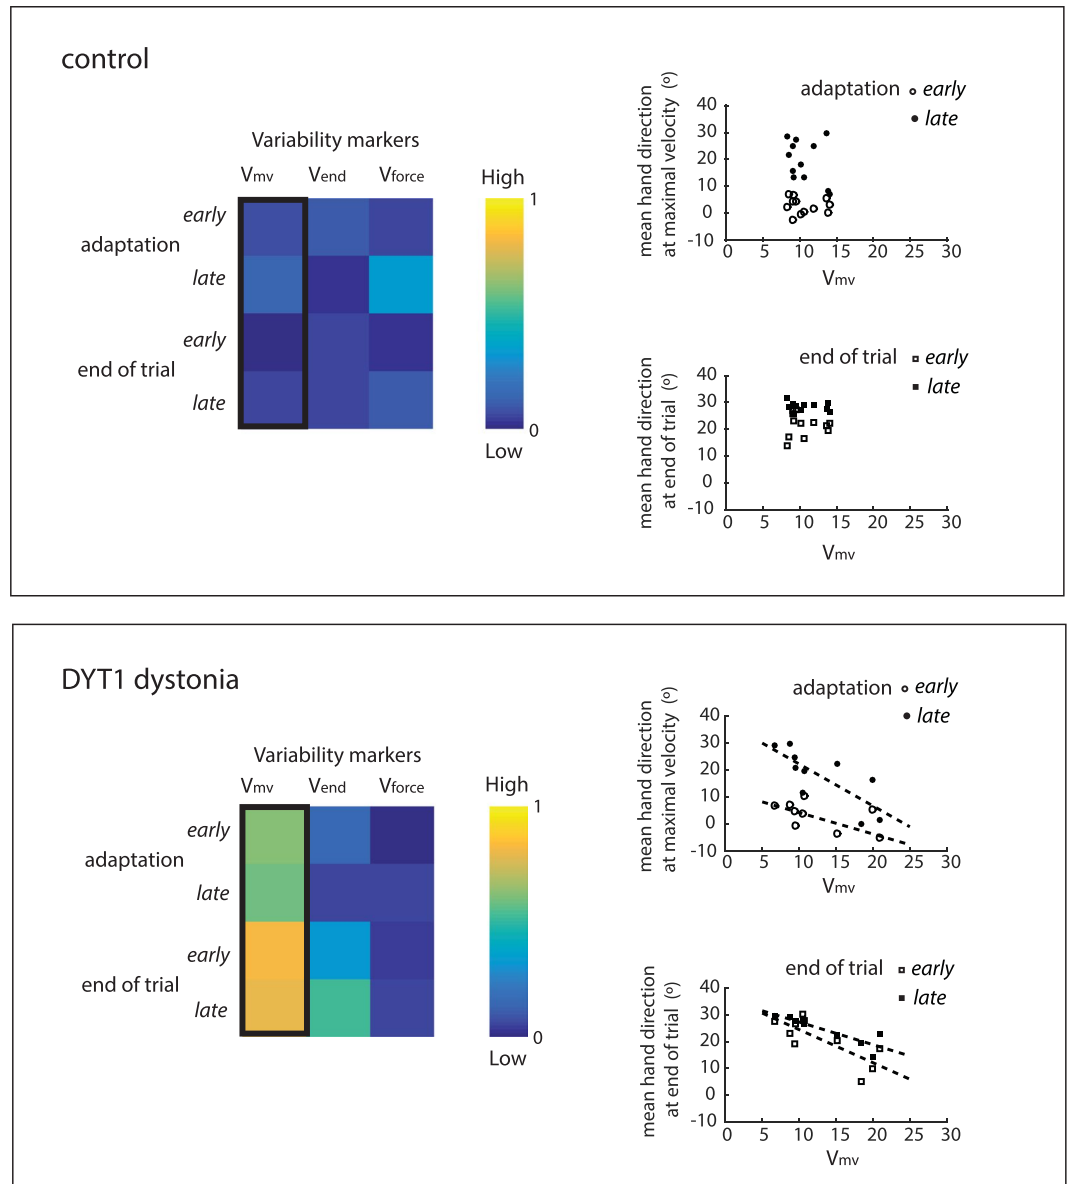 control
Variability markers
Vmv Vend Vforce
early
adaptation
late
early
end of trial
late
High
1
0
Low
adaptation early
late
mean hand direction
at maximal velocity (º)
40
30
20
10
0
-10
0 5 10 15 20 25 30
Vmv
end of trial early
late
mean hand direction
at end of trial (º)
40
30
20
10
0
-10
0 5 10 15 20 25 30
Vmv
DYT1 dystonia
Variability markers
Vmv Vend Vforce
early
adaptation
late
early
end of trial
late
High
1
0
Low
adaptation early
late
mean hand direction
at maximal velocity (º)
40
30
20
10
0
-10
0 5 10 15 20 25 30
Vmv
end of trial early
late
mean hand direction
at end of trial (º)
40
30
20
10
0
-10
0 5 10 15 20 25 30
Vmv